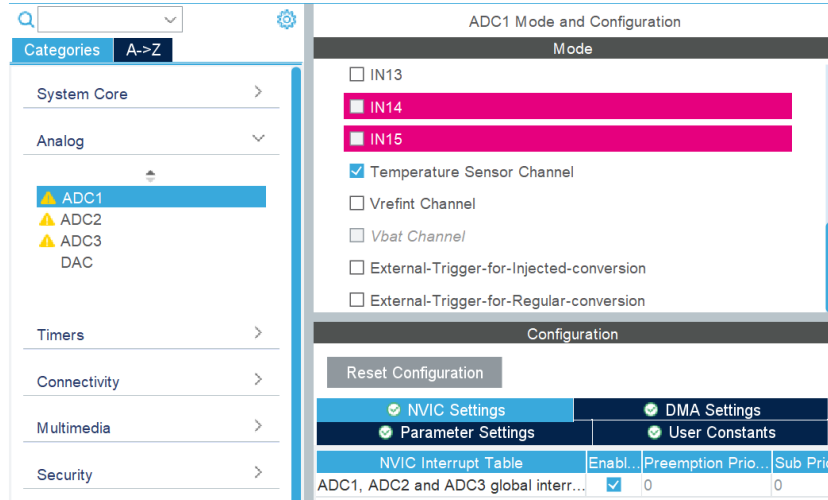 ADC1 Mode and Configuration
Categories A->Z
Mode
System Core
Analog
ADC1
ADC2
ADC3
DAC
Timers
Connectivity
Multimedia
Security
IN13
IN14
IN15
Temperature Sensor Channel
Vrefint Channel
Vbat Channel
External-Trigger-for-Injected-conversion
External-Trigger-for-Regular-conversion
Configuration
Reset Configuration
NVIC Settings DMA Settings
Parameter Settings User Constants
NVIC Interrupt Table Enabl... Preemption Prio... Sub Prio
ADC1, ADC2 and ADC3 global interr... 0 0